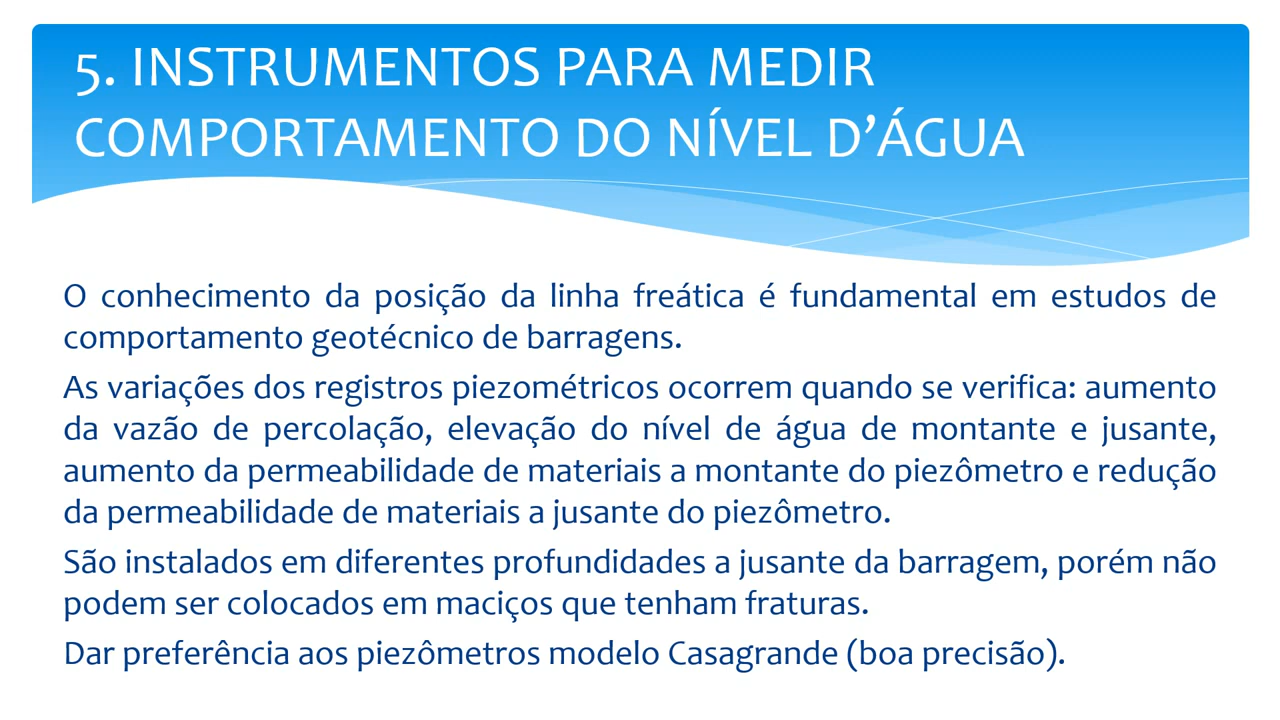 5. INSTRUMENTOS PARA MEDIR
COMPORTAMENTO DO NÍVEL D’ÁGUA
O conhecimento da posição da linha freática é fundamental em estudos de
comportamento geotécnico de barragens.
As variações dos registros piezométricos ocorrem quando se verifica: aumento
da vazão de percolação, elevação do nível de água de montante e jusante,
aumento da permeabilidade de materiais a montante do piezômetro e redução
da permeabilidade de materiais a jusante do piezômetro.
São instalados em diferentes profundidades a jusante da barragem, porém não
podem ser colocados em maciços que tenham fraturas.
Dar preferência aos piezômetros modelo Casagrande (boa precisão).